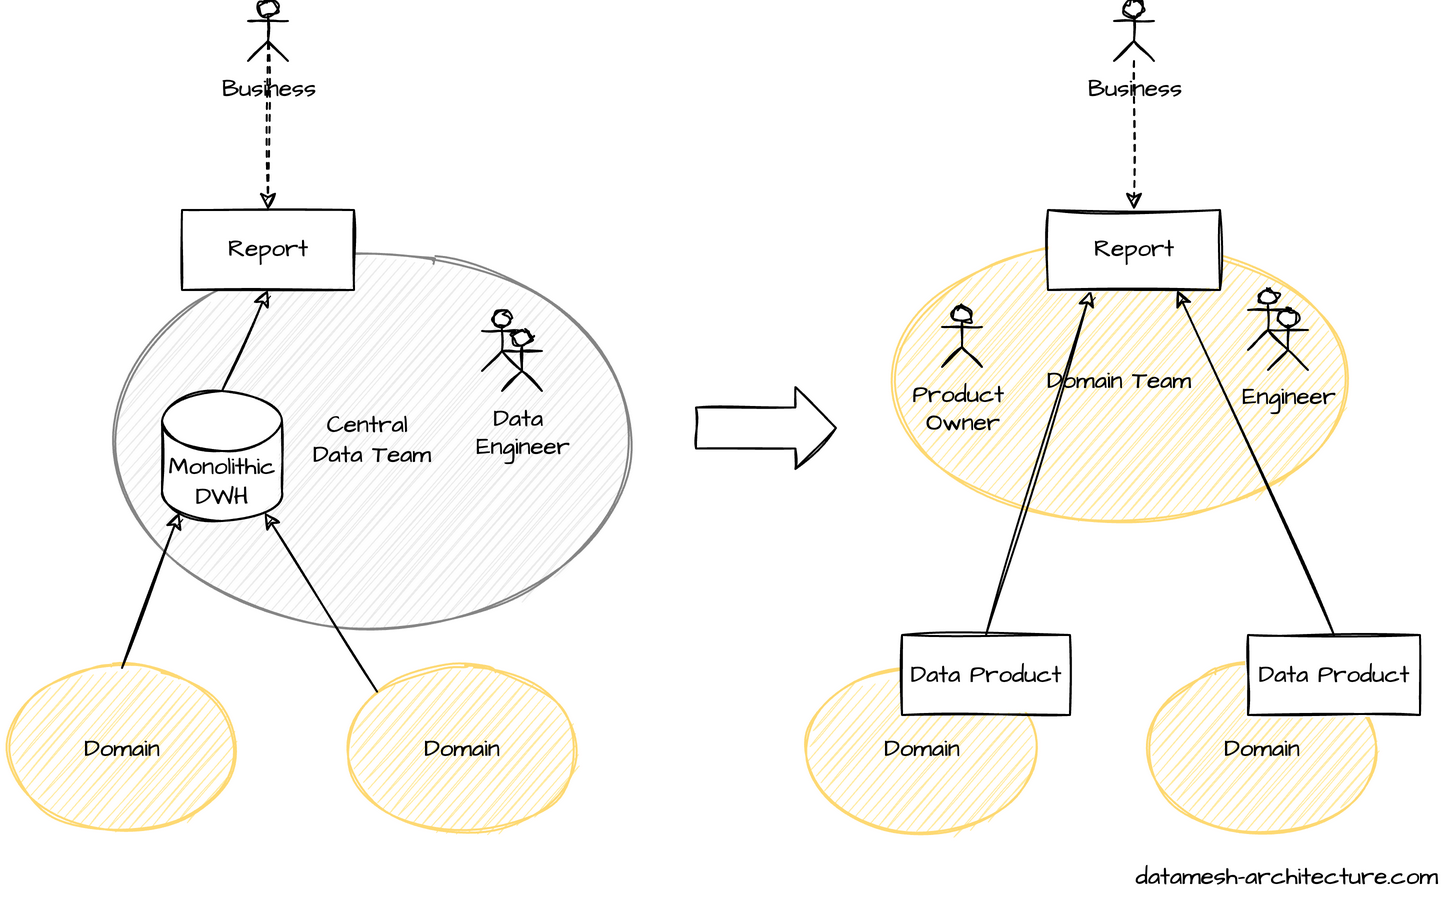 Business
Report
Central
Data Team
Data
Engineer
Monolithic
DWH
Domain
Domain
Business
Report
Product
Owner
Domain Team
Engineer
Data Product
Data Product
Domain
Domain
datamesh-architecture.com